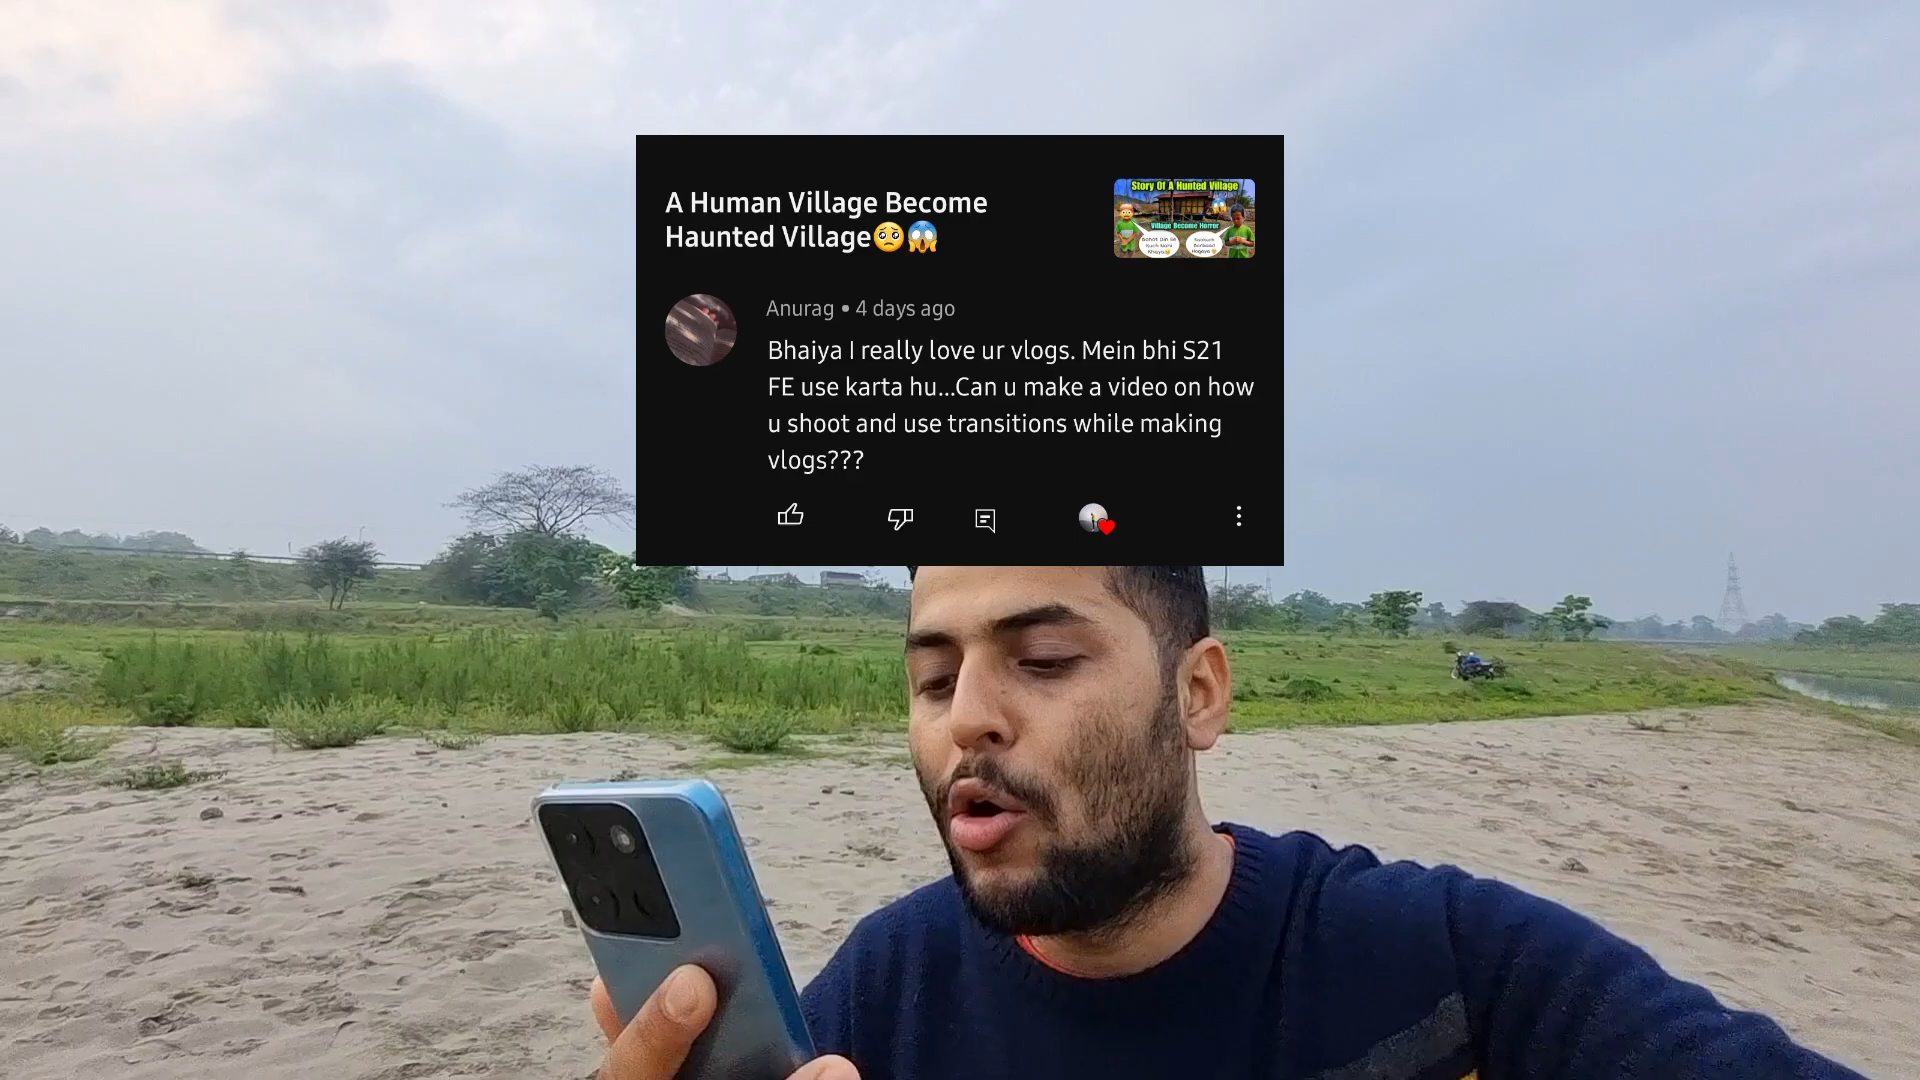 A Human Village Become
Haunted Village🥺😱
Story Of A Hunted Village
Village Become Horror
Anurag • 4 days ago
Bhaiya I really love ur vlogs. Mein bhi S21
FE use karta hu...Can u make a video on how
u shoot and use transitions while making
vlogs???